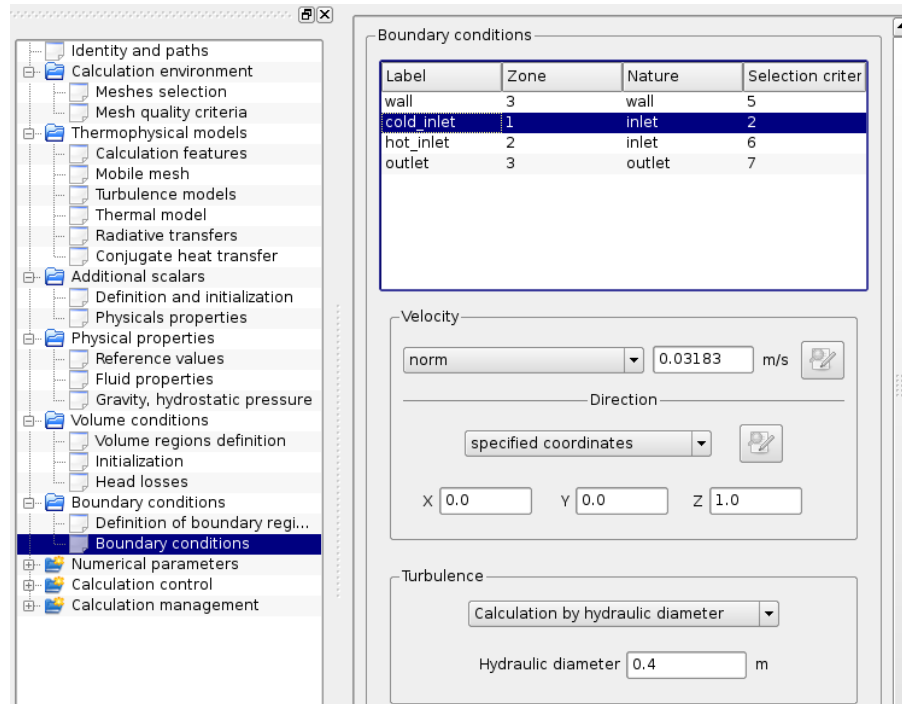 Identity and paths
Calculation environment
Meshes selection
Mesh quality criteria
Thermophysical models
Calculation features
Mobile mesh
Turbulence models
Thermal model
Radiative transfers
Conjugate heat transfer
Additional scalars
Definition and initialization
Physicals properties
Physical properties
Reference values
Fluid properties
Gravity, hydrostatic pressure
Volume conditions
Volume regions definition
Initialization
Head losses
Boundary conditions
Definition of boundary regi...
Boundary conditions
Numerical parameters
Calculation control
Calculation management
Boundary conditions
Label Zone Nature Selection criter
wall 3 wall 5
cold_inlet 1 inlet 2
hot_inlet 2 inlet 6
outlet 3 outlet 7
Velocity
norm 0.03183 m/s
Direction
specified coordinates
X 0.0 Y 0.0 Z 1.0
Turbulence
Calculation by hydraulic diameter
Hydraulic diameter 0.4 m